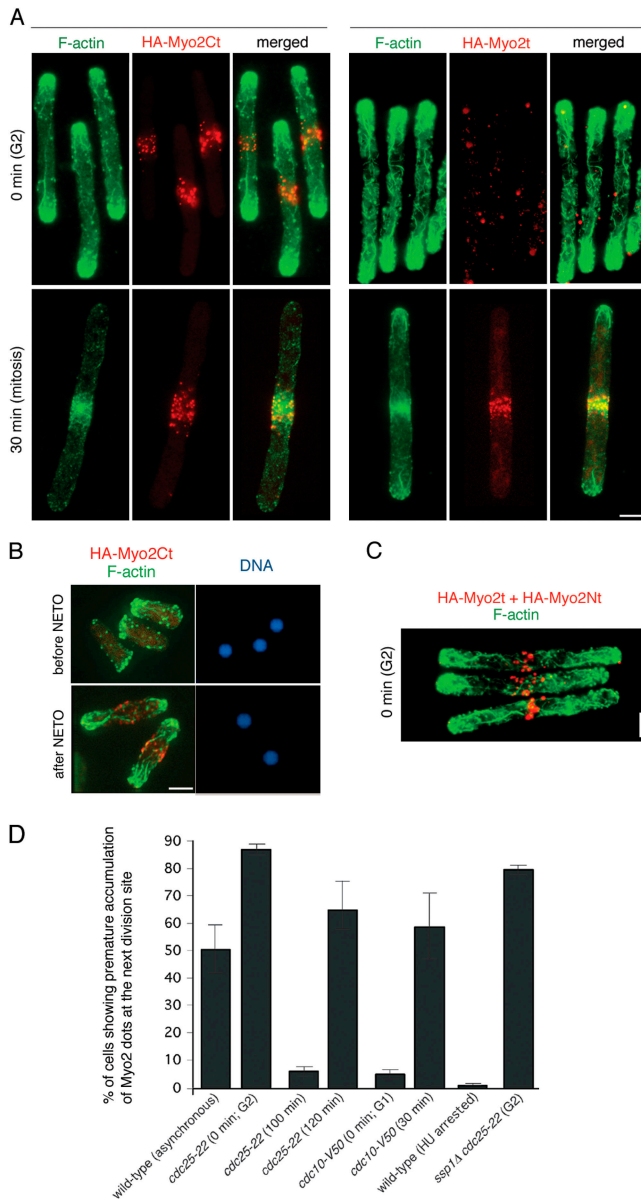 A
F-actin HA-Myo2Ct merged
F-actin HA-Myo2t merged
0 min (G2)
30 min (mitosis)
B
HA-Myo2Ct
F-actin
DNA
before NETO
after NETO
C
HA-Myo2t + HA-Myo2Nt
F-actin
0 min (G2)
D
% of cells showing premature accumulation
of Myo2 dots at the next division site
90
80
70
60
50
40
30
20
10
0
wild-type (asynchronous)
cdc25-22 (0 min; G2)
cdc25-22 (100 min)
cdc25-22 (120 min)
cdc10-V50 (0 min; G1)
cdc10-V50 (30 min)
wild-type (HU arrested)
ssp1Δ cdc25-22 (G2)